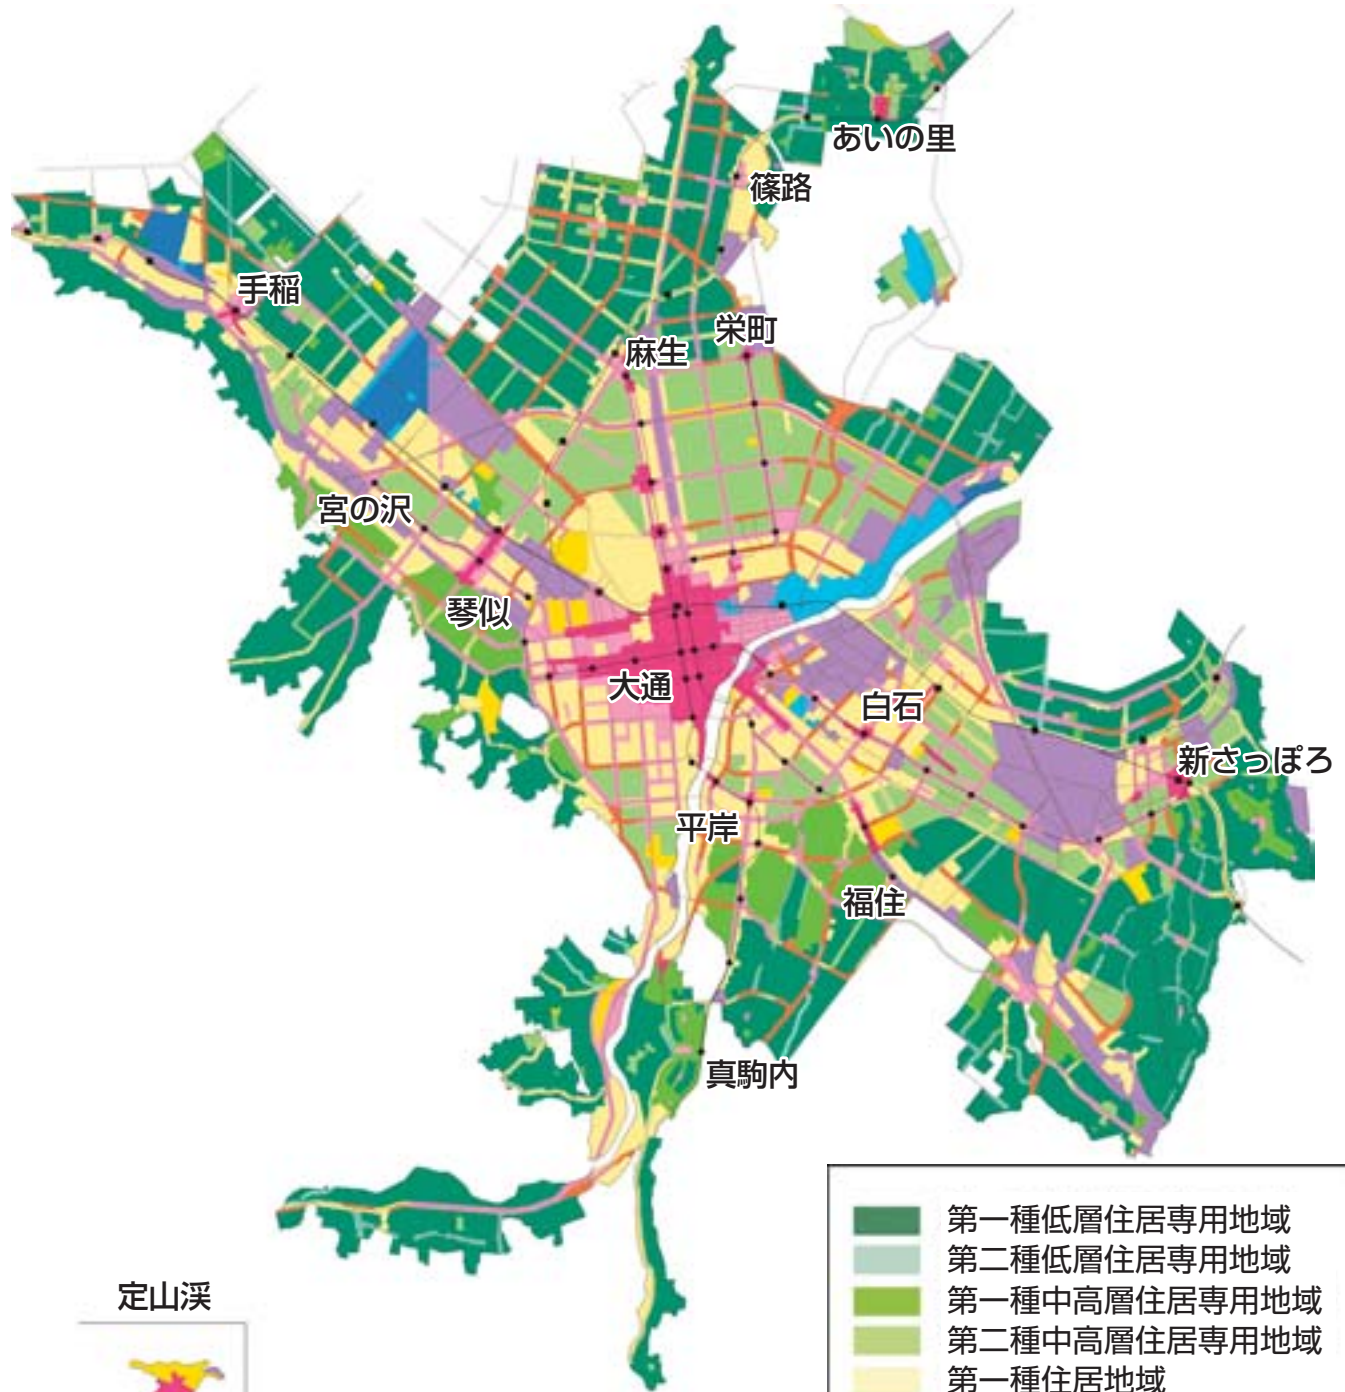 あいの里
篠路
手稲
栄町
麻生
宮の沢
琴似
大通
白石
新さっぽろ
平岸
福住
真駒内
定山渓
第一種低層住居専用地域
第二種低層住居専用地域
第一種中高層住居専用地域
第二種中高層住居専用地域
第一種住居地域